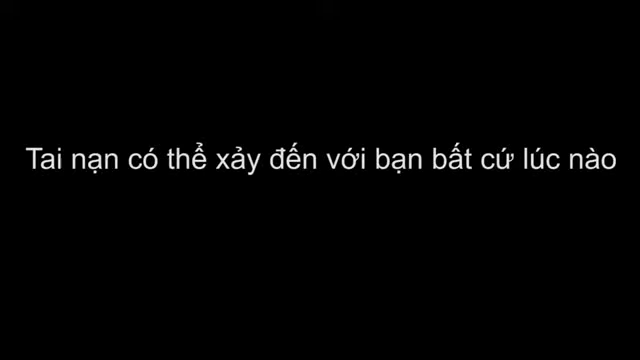 Tai nạn có thể xảy đến với bạn bất cứ lúc nào